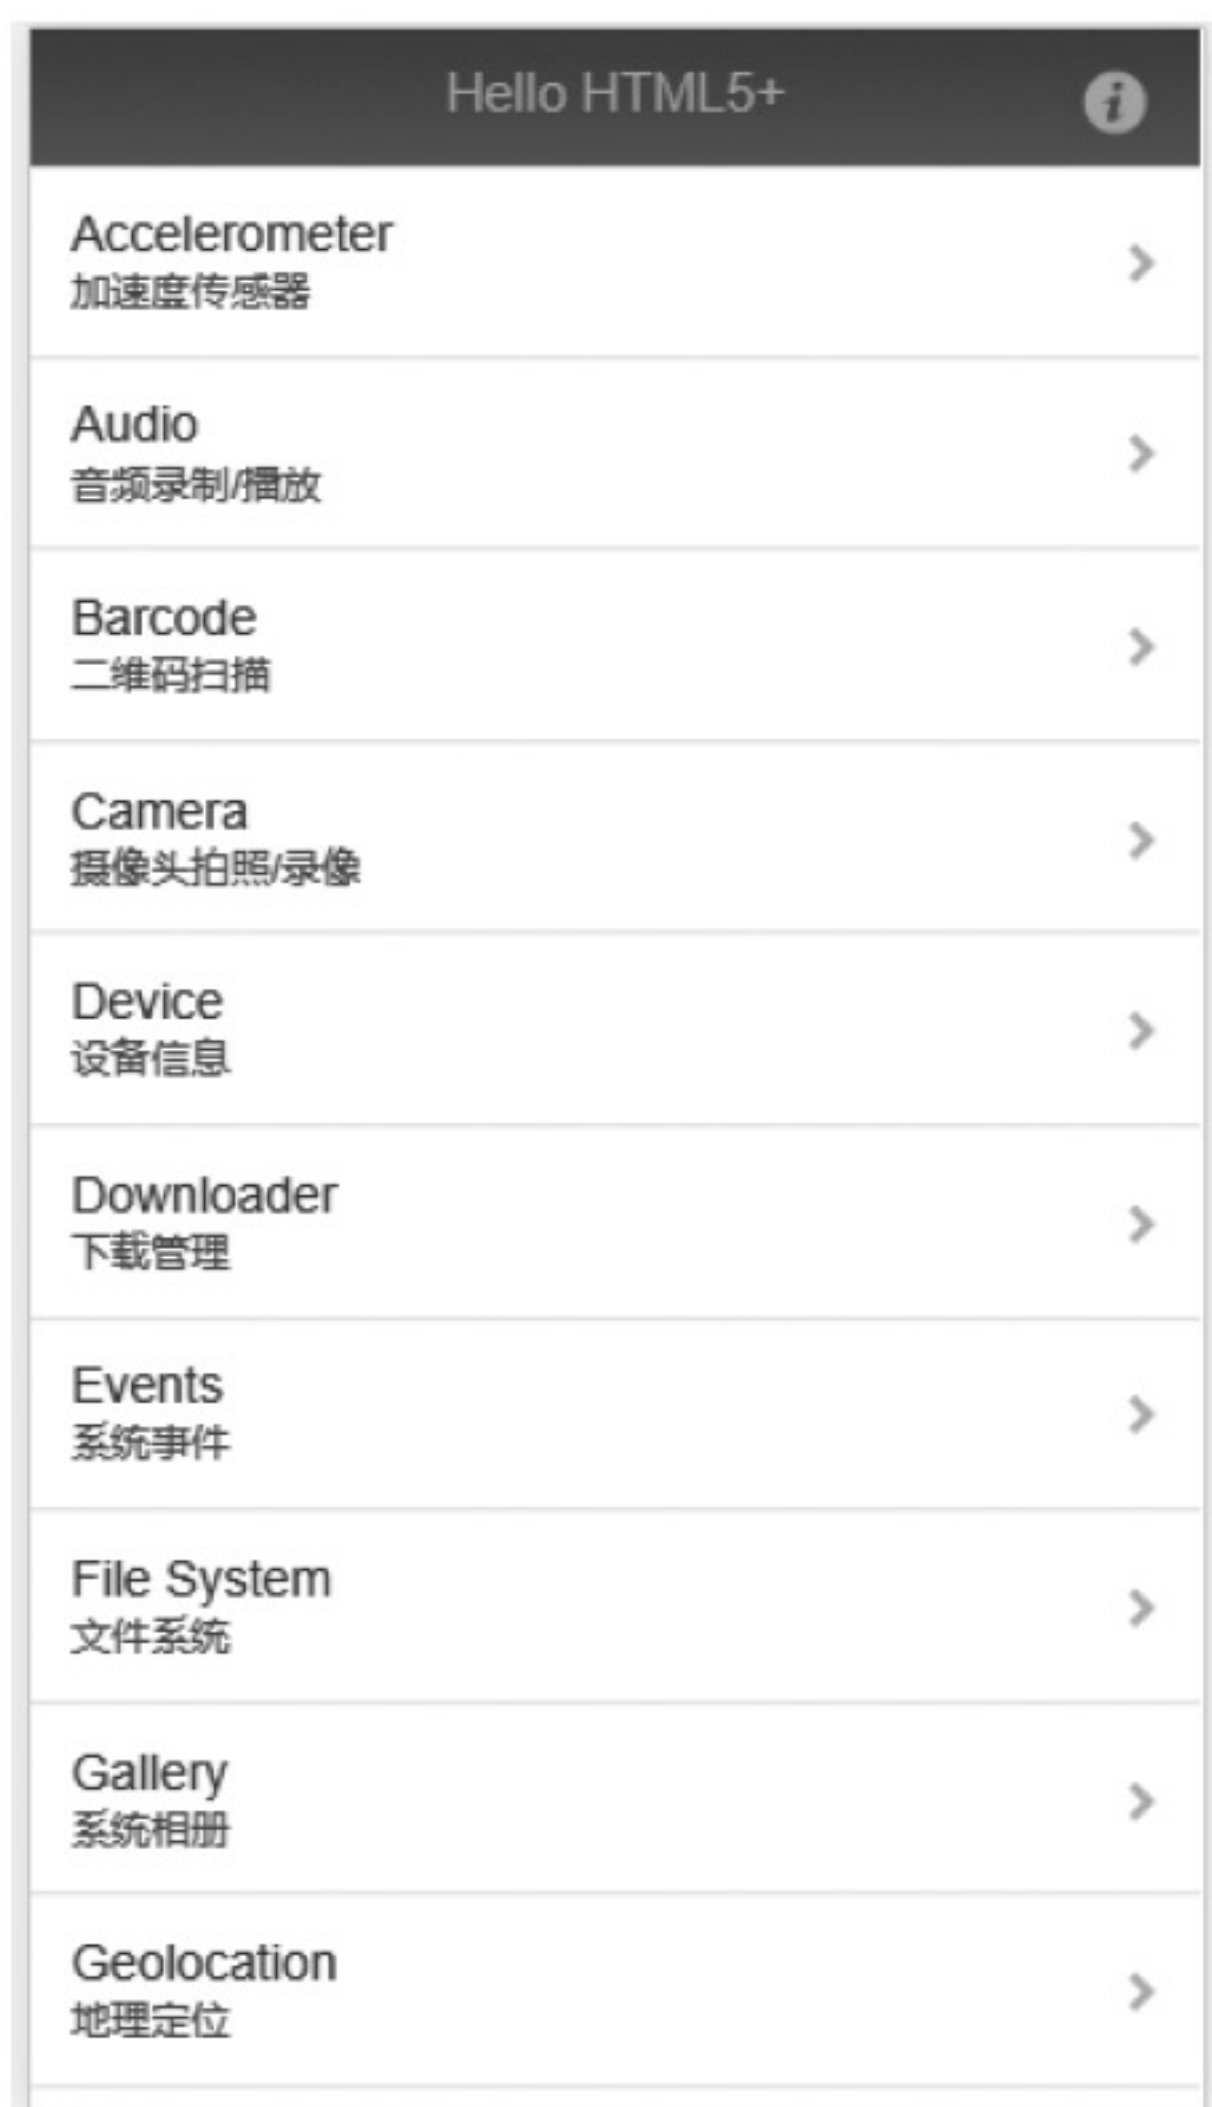 Hello HTML5+
Accelerometer
加速度传感器
Audio
音频录制/播放
Barcode
二维码扫描
Camera
摄像头拍照/录像
Device
设备信息
Downloader
下载管理
Events
系统事件
File System
文件系统
Gallery
系统相册
Geolocation
地理定位